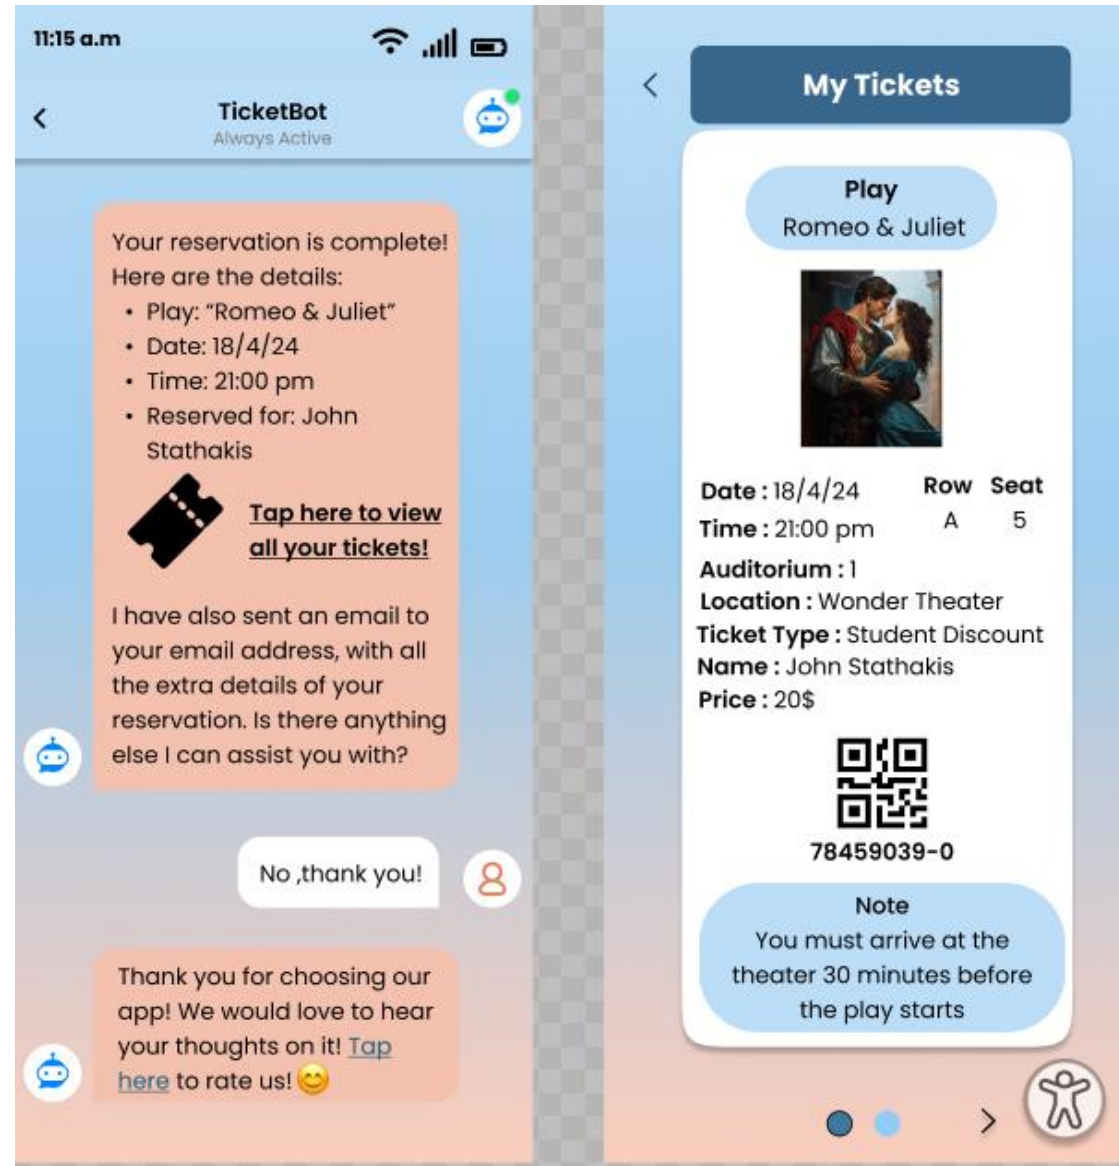 11:15 a.m
TicketBot
Always Active
Your reservation is complete!
Here are the details:
• Play: “Romeo & Juliet”
• Date: 18/4/24
• Time: 21:00 pm
• Reserved for: John
Stathakis
Tap here to view
all your tickets!
I have also sent an email to
your email address, with all
the extra details of your
reservation. Is there anything
else I can assist you with?
No ,thank you!
Thank you for choosing our
app! We would love to hear
your thoughts on it! Tap
here to rate us! 😊
My Tickets
Play
Romeo & Juliet
Date : 18/4/24
Time : 21:00 pm
Row Seat
A 5
Auditorium : 1
Location : Wonder Theater
Ticket Type : Student Discount
Name : John Stathakis
Price : 20$
78459039-0
Note
You must arrive at the
theater 30 minutes before
the play starts